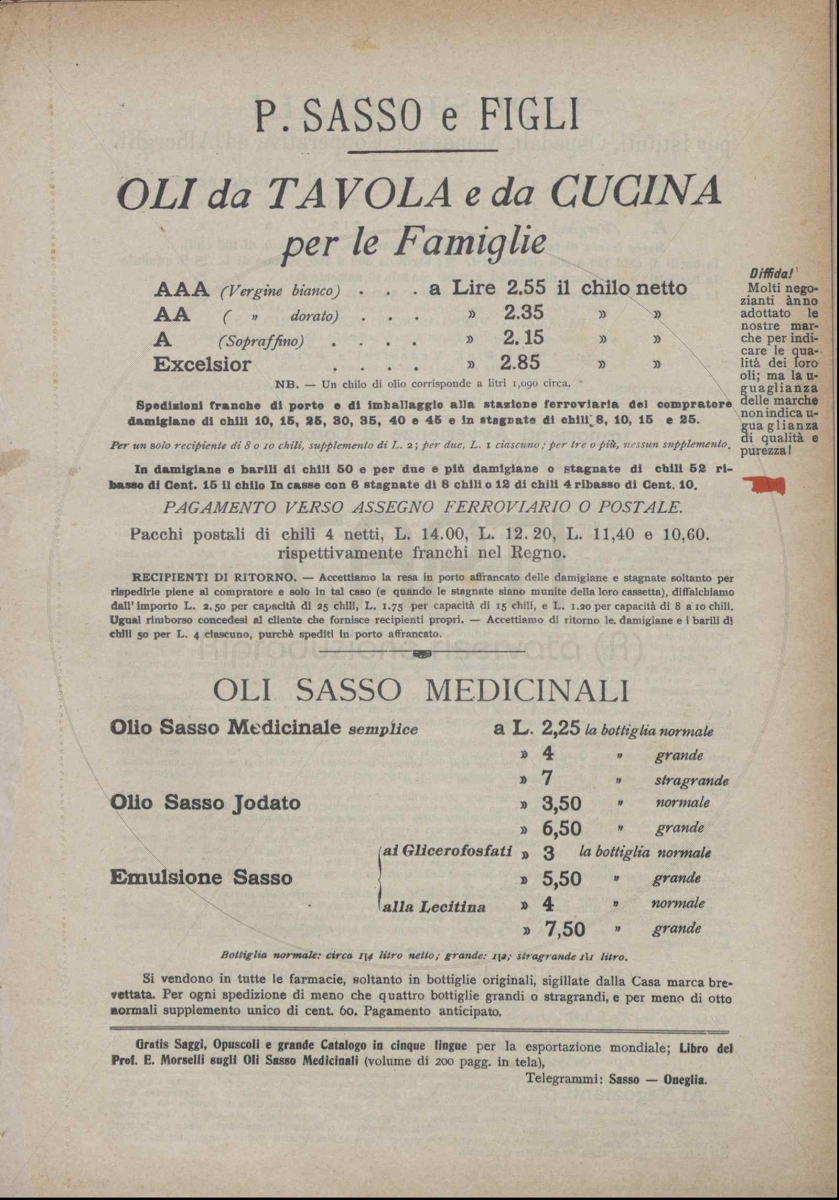 P. SASSO e FIGLI
OLI da TAVOLA e da CUCINA
per le Famiglie
AAA (Vergine bianco) . . . a Lire 2.55 il chilo netto
AA ( » dorato) . . . » 2.35 » »
A (Sopraffino) . . . . » 2.15 » »
Excelsior . . . . » 2.85 » »
NB. — Un chilo di olio corrisponde a litri 1,090 circa.
Spedizioni franche di porto e di imballaggio alla stazione ferroviaria del compratore
damigiane di chili 10, 15, 25, 30, 35, 40 e 45 e in stagnate di chili 8, 10, 15 e 25.
Per un solo recipiente di 8 o 10 chili, supplemento di L. 2; per due, L. 1 ciascuno; per tre o più, nessun snpplemento.
In damigiane e barili di chili 50 e per due e più damigiane o stagnate di chili 52 ri-
basso di Cent. 15 il chilo In casse con 6 stagnate di 8 chili o 12 di chili 4 ribasso di Cent. 10.
PAGAMENTO VERSO ASSEGNO FERROVIARIO O POSTALE.
Pacchi postali di chili 4 netti, L. 14.00, L. 12.20, L. 11,40 e 10,60.
rispettivamente franchi nel Regno.
RECIPIENTI DI RITORNO. — Accettiamo la resa in porto affrancato delle damigiane e stagnate soltanto per
rispedirle piene al compratore e solo in tal caso (e quando le stagnate siano munite della loro cassetta), diffalchiamo
dall'importo L. 2.50 per capacità di 25 chili, L. 1.75 per capacità di 15 chili, e L. 1.20 per capacità di 8 a 10 chili.
Ugual rimborso concedesi al cliente che fornisce recipienti propri. — Accettiamo di ritorno le damigiane e i barili di
chili 50 per L. 4 ciascuno, purchè spediti in porto affrancato.
Diffida!
Molti nego-
zianti ànno
adottato le
nostre mar-
che per indi-
care le qua-
lità dei loro
oli; ma la u-
guaglianza
delle marche
non indica u-
guaglianza
di qualità e
purezza!
Riproduzione riservata (R)
OLI SASSO MEDICINALI
Olio Sasso Medicinale semplice a L. 2,25 la bottiglia normale
» 4 » grande
» 7 » stragrande
Olio Sasso Jodato » 3,50 » normale
» 6,50 » grande
Emulsione Sasso
ai Glicerofosfati » 3 la bottiglia normale
» 5,50 » grande
alla Lecitina » 4 » normale
» 7,50 » grande
Bottiglia normale: circa 1|4 litro netto; grande: 1|2; stragrande 1|1 litro.
Si vendono in tutte le farmacie, soltanto in bottiglie originali, sigillate dalla Casa marca bre-
vettata. Per ogni spedizione di meno che quattro bottiglie grandi o stragrandi, e per meno di otto
normali supplemento unico di cent. 60. Pagamento anticipato.
Gratis Saggi, Opuscoli e grande Catalogo in cinque lingue per la esportazione mondiale; Libro del
Prof. E. Morselli sugli Oli Sasso Medicinali (volume di 200 pagg. in tela),
Telegrammi: Sasso — Oneglia.